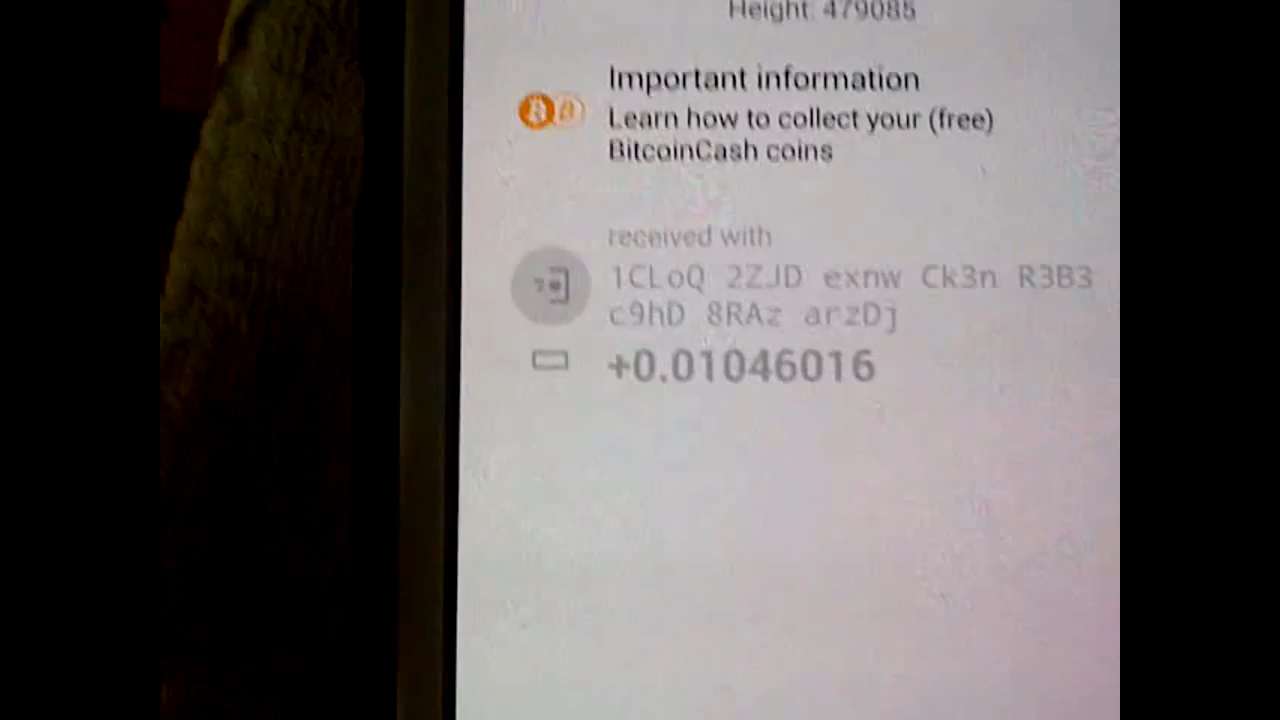 Height: 479085
Important information
Learn how to collect your (free)
BitcoinCash coins
received with
1CLoQ 2ZJD exnw Ck3n R3B3
c9hD 8RAz arzDj
+0.01046016